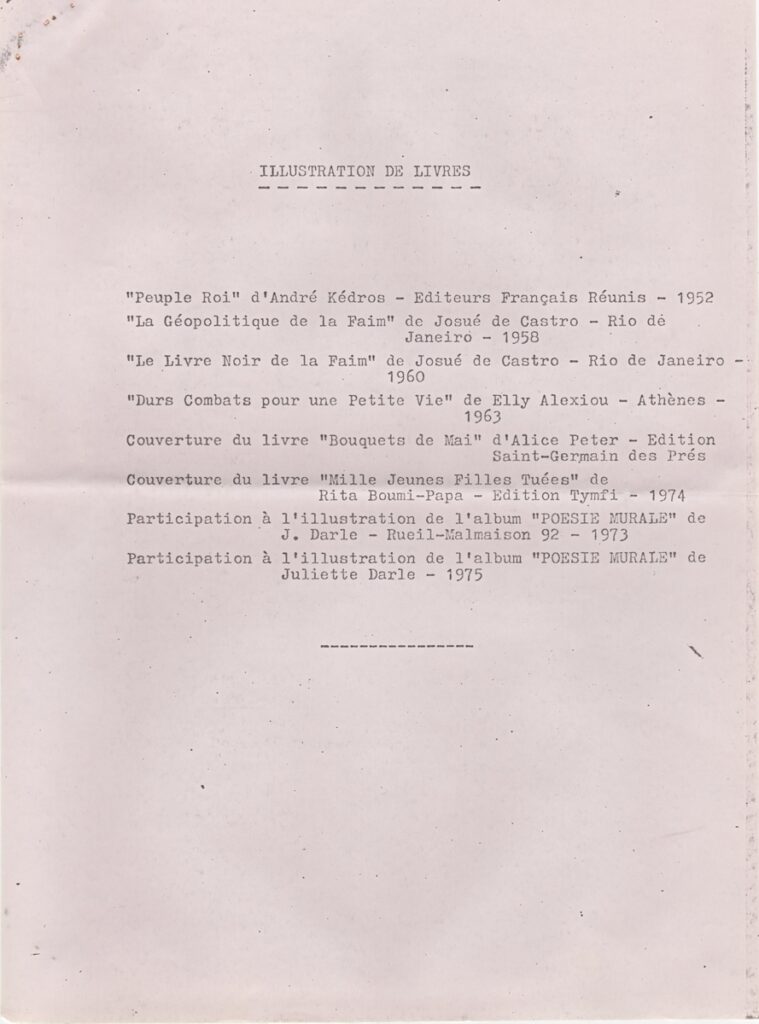 ILLUSTRATION DE LIVRES
"Peuple Roi" d'André Kédros - Editeurs Français Réunis - 1952
"La Géopolitique de la Faim" de Josué de Castro - Rio de
Janeiro - 1958
"Le Livre Noir de la Faim" de Josué de Castro - Rio de Janeiro -
1960
"Durs Combats pour une Petite Vie" de Elly Alexiou - Athènes -
1963
Couverture du livre "Bouquets de Mai" d'Alice Peter - Edition
Saint-Germain des Prés
Couverture du livre "Mille Jeunes Filles Tuées" de
Rita Boumi-Papa - Edition Tymfi - 1974
Participation à l'illustration de l'album "POESIE MURALE" de
J. Darle - Rueil-Malmaison 92 - 1973
Participation à l'illustration de l'album "POESIE MURALE" de
Juliette Darle - 1975